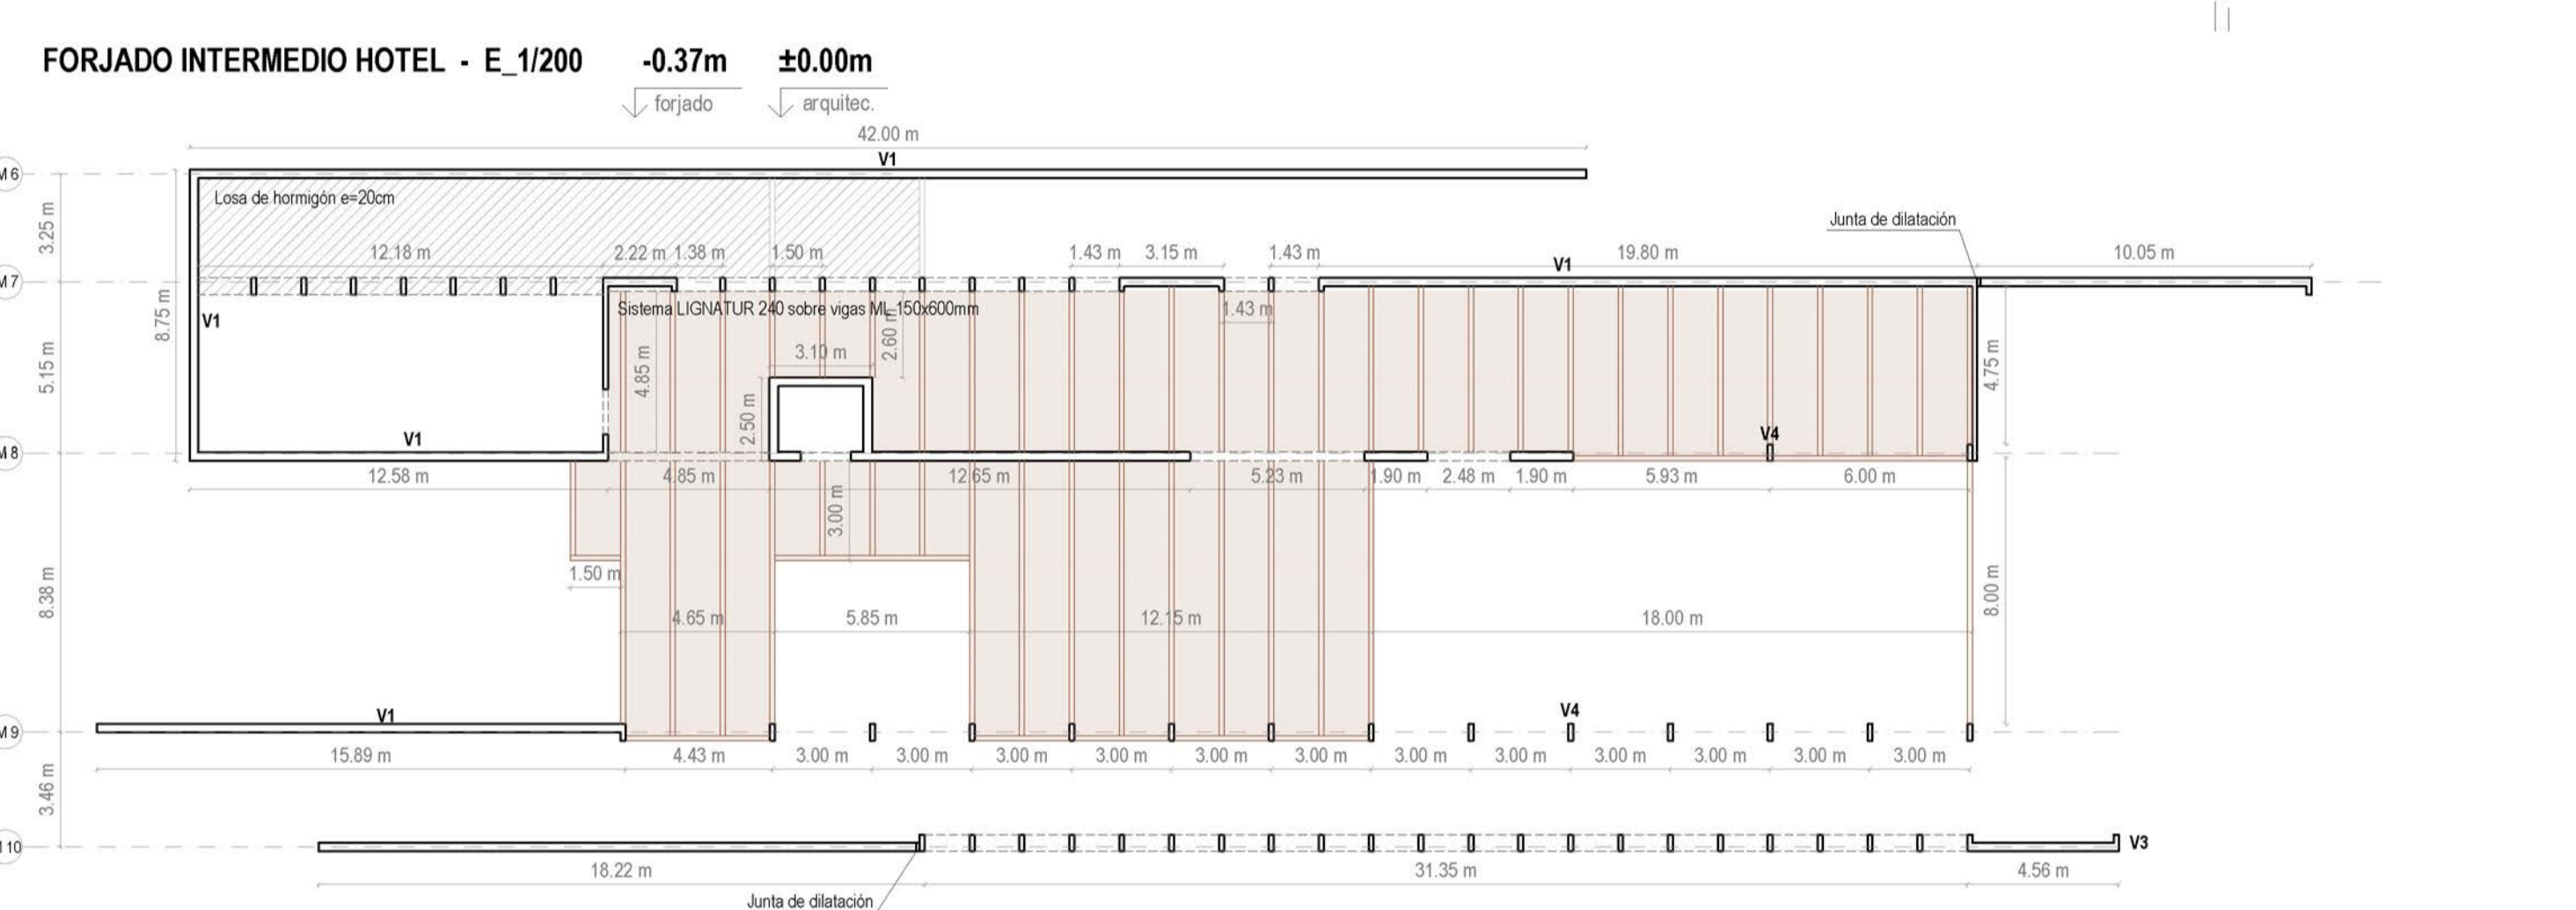 FORJADO INTERMEDIO HOTEL - E_1/200 -0.37m ±0.00m
forjado arquitec.
42.00 m
V1
M6
Losa de hormigón e=20cm
3.25 m
Junta de dilatación
12.18 m 2.22 m 1.38 m 1.50 m 1.43 m 3.15 m 1.43 m 19.80 m 10.05 m
V1
M7
Sistema LIGNATUR 240 sobre vigas ML 150x600mm
8.75 m
V1
1.43 m
2.60 m
3.10 m
5.15 m
4.85 m
4.75 m
2.50 m
V1
V4
M8
12.58 m 4.85 m 12.65 m 5.23 m 1.90 m 2.48 m 1.90 m 5.93 m 6.00 m
3.00 m
1.50 m
8.38 m
8.00 m
4.65 m 5.85 m 12.15 m 18.00 m
V1
V4
M9
15.89 m 4.43 m 3.00 m 3.00 m 3.00 m 3.00 m 3.00 m 3.00 m 3.00 m 3.00 m 3.00 m 3.00 m 3.00 m 3.00 m
3.46 m
10
V3
18.22 m 31.35 m 4.56 m
Junta de dilatación